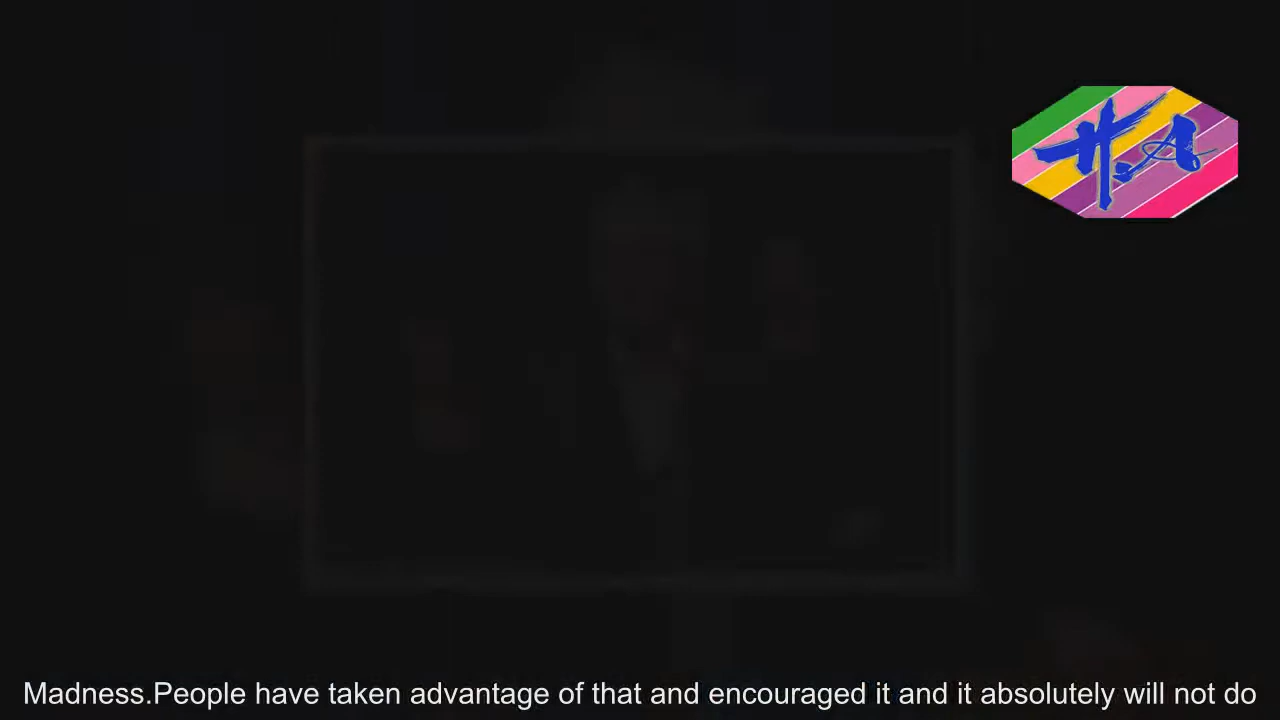 H.A
Madness.People have taken advantage of that and encouraged it and it absolutely will not do